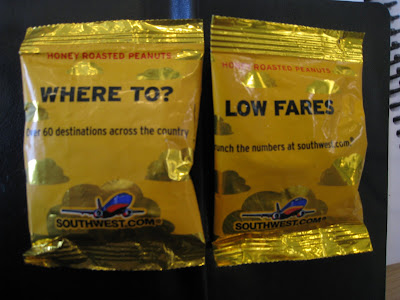 HONEY ROASTED PEANUTS
WHERE TO?
Over 60 destinations across the country
SOUTHWEST.COM®
HONEY ROASTED PEANUTS
LOW FARES
runch the numbers at southwest.com®
SOUTHWEST.COM®